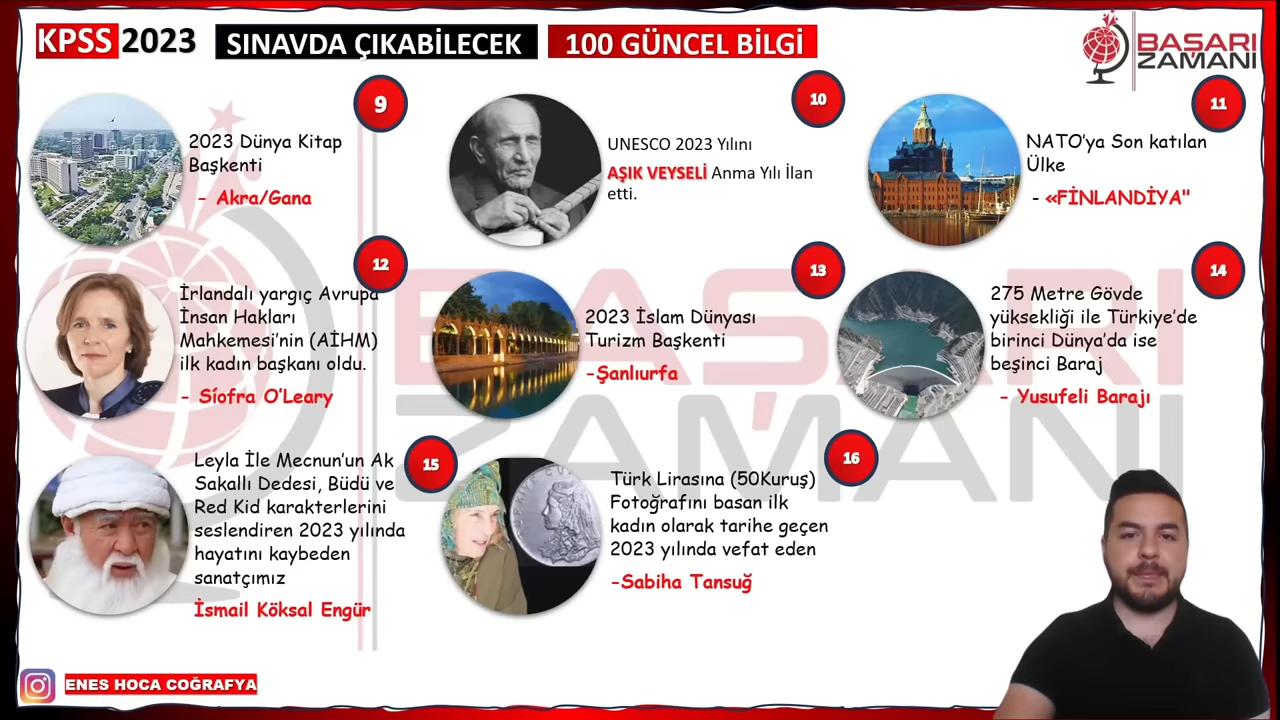 KPSS 2023 SINAVDA ÇIKABİLECEK 100 GÜNCEL BİLGİ
BAŞARI
ZAMANI
9
2023 Dünya Kitap
Başkenti
- Akra/Gana
10
UNESCO 2023 Yılını
AŞIK VEYSELİ Anma Yılı İlan
etti.
11
NATO'ya Son katılan
Ülke
- «FİNLANDİYA"
12
İrlandalı yargıç Avrupa
İnsan Hakları
Mahkemesi'nin (AİHM)
ilk kadın başkanı oldu.
- Síofra O'Leary
13
2023 İslam Dünyası
Turizm Başkenti
-Şanlıurfa
14
275 Metre Gövde
yüksekliği ile Türkiye'de
birinci Dünya'da ise
beşinci Baraj
- Yusufeli Barajı
15
Leyla İle Mecnun'un Ak
Sakallı Dedesi, Büdü ve
Red Kid karakterlerini
seslendiren 2023 yılında
hayatını kaybeden
sanatçımız
İsmail Köksal Engür
16
Türk Lirasına (50Kuruş)
Fotoğrafını basan ilk
kadın olarak tarihe geçen
2023 yılında vefat eden
-Sabiha Tansuğ
BAŞARI
ZAMANI
ENES HOCA COĞRAFYA